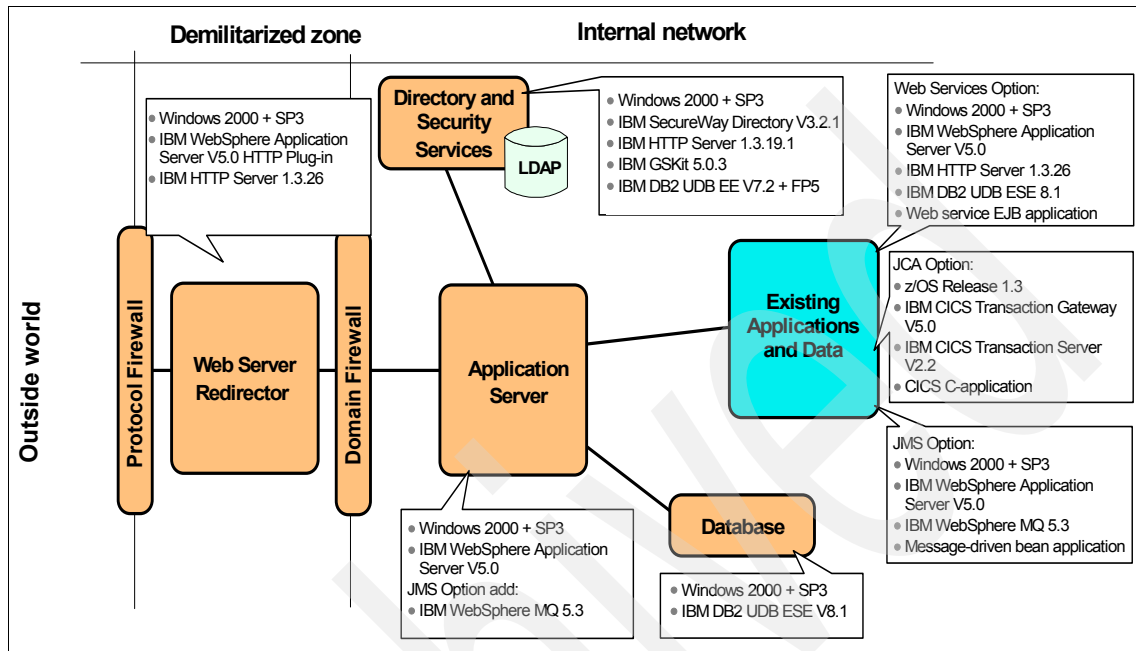 Demilitarized zone
Internal network
Outside world
Protocol Firewall
● Windows 2000 + SP3
● IBM WebSphere Application
Server V5.0 HTTP Plug-in
● IBM HTTP Server 1.3.26
Web Server
Redirector
Domain Firewall
Directory and
Security
Services
LDAP
● Windows 2000 + SP3
● IBM SecureWay Directory V3.2.1
● IBM HTTP Server 1.3.19.1
● IBM GSKit 5.0.3
● IBM DB2 UDB EE V7.2 + FP5
Application
Server
● Windows 2000 + SP3
● IBM WebSphere Application
Server V5.0
JMS Option add:
● IBM WebSphere MQ 5.3
Existing
Applications
and Data
Web Services Option:
● Windows 2000 + SP3
● IBM WebSphere Application
Server V5.0
● IBM HTTP Server 1.3.26
● IBM DB2 UDB ESE 8.1
● Web service EJB application
JCA Option:
● z/OS Release 1.3
● IBM CICS Transaction Gateway
V5.0
● IBM CICS Transaction Server
V2.2
● CICS C-application
JMS Option:
● Windows 2000 + SP3
● IBM WebSphere Application
Server V5.0
● IBM WebSphere MQ 5.3
● Message-driven bean application
Database
● Windows 2000 + SP3
● IBM DB2 UDB ESE V8.1